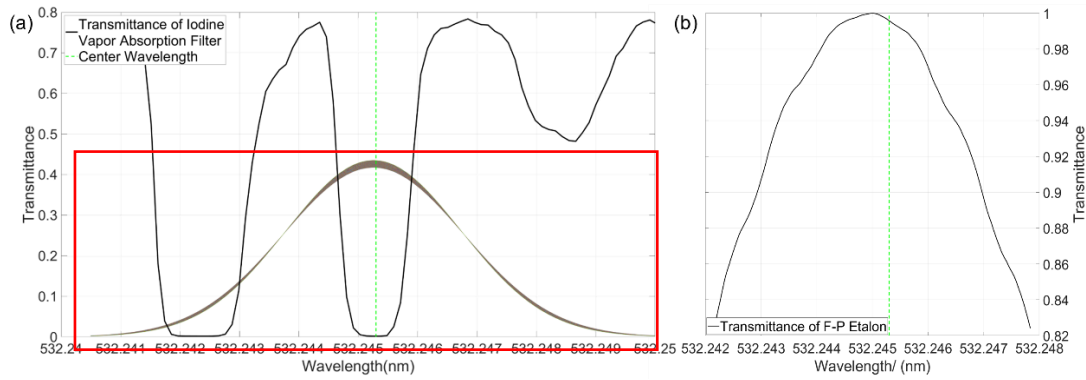 (a)
Transmittance of Iodine
Vapor Absorption Filter
Center Wavelength
0.8
0.7
0.6
0.5
0.4
0.3
0.2
0.1
0
Transmittance
532.24 532.241 532.242 532.243 532.244 532.245 532.246 532.247 532.248 532.249 532.25
Wavelength(nm)
(b)
1
0.98
0.96
0.94
0.92
0.9
0.88
0.86
0.84
0.82
Transmittance
Transmittance of F-P Etalon
532.242 532.243 532.244 532.245 532.246 532.247 532.248
Wavelength/ (nm)